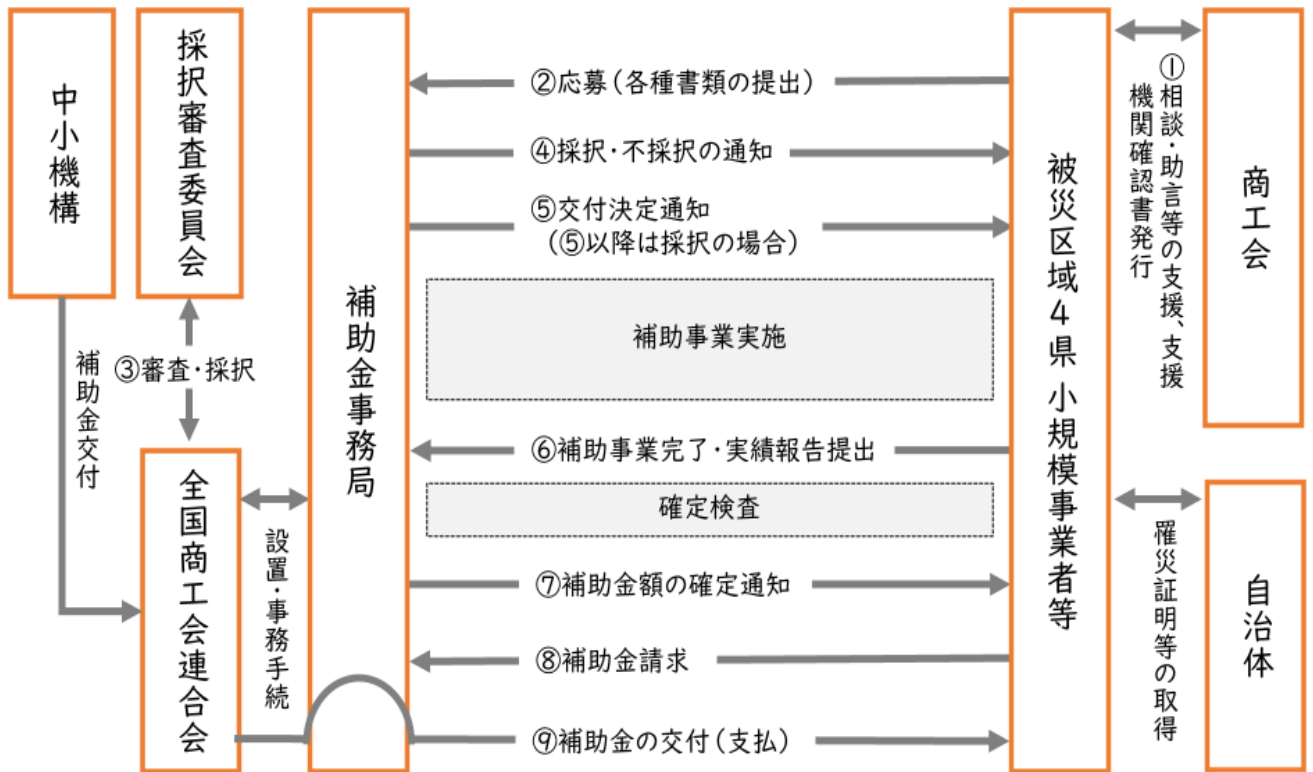 中小機構
採択審査委員会
補助金事務局
被災区域4県 小規模事業者等
商工会
自治体
全国商工会連合会
①相談・助言等の支援、支援
機関確認書発行
②応募(各種書類の提出)
③審査・採択
④採択・不採択の通知
⑤交付決定通知
(⑤以降は採択の場合)
補助事業実施
補助金交付
⑥補助事業完了・実績報告提出
確定検査
設置・事務手続
罹災証明等の取得
⑦補助金額の確定通知
⑧補助金請求
⑨補助金の交付(支払)